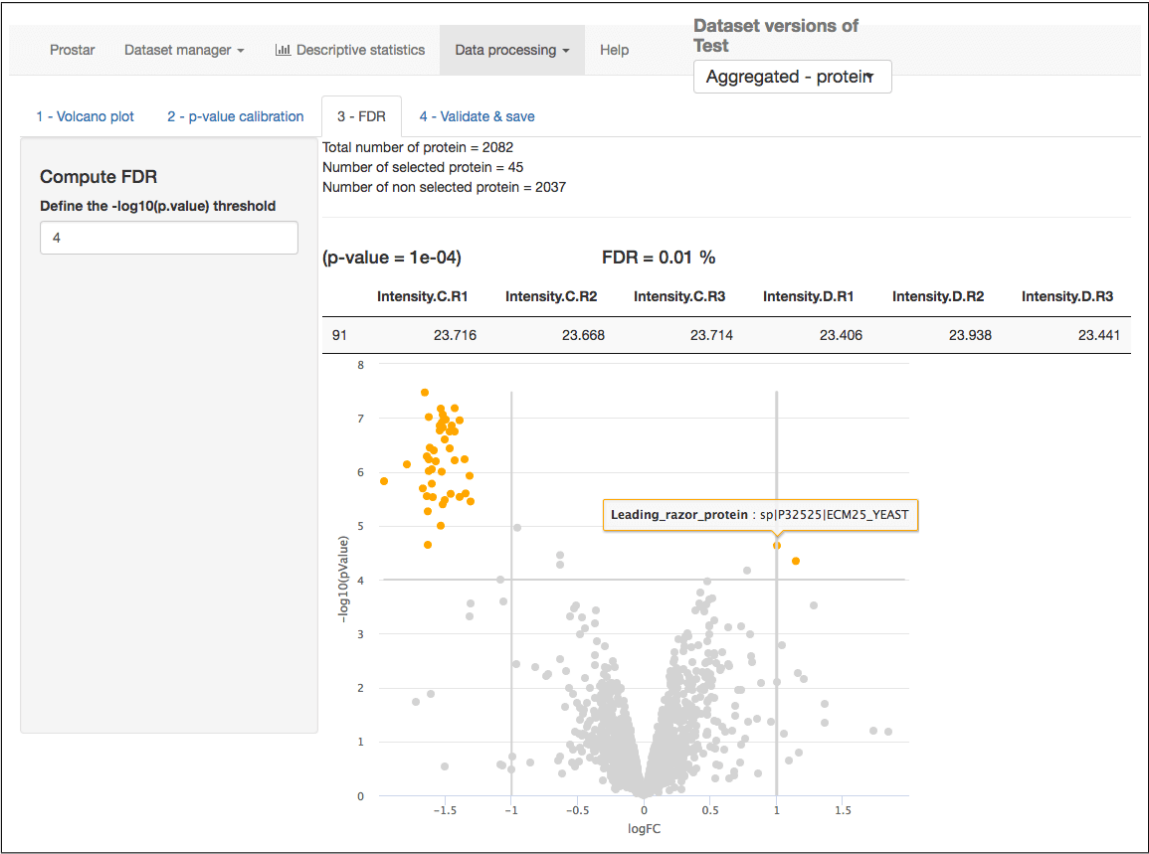 Dataset versions of
Test
Prostar Dataset manager Descriptive statistics Data processing Help
Aggregated - protein
1 - Volcano plot 2 - p-value calibration 3 - FDR 4 - Validate & save
Total number of protein = 2082
Number of selected protein = 45
Number of non selected protein = 2037
Compute FDR
Define the -log10(p.value) threshold
4
(p-value = 1e-04) FDR = 0.01 %
Intensity.C.R1 Intensity.C.R2 Intensity.C.R3 Intensity.D.R1 Intensity.D.R2 Intensity.D.R3
91 23.716 23.668 23.714 23.406 23.938 23.441
8
7
6
Leading_razor_protein : sp|P32525|ECM25_YEAST
5
4
3
2
1
0
-log10(pValue)
-1.5 -1 -0.5 0 0.5 1 1.5
logFC